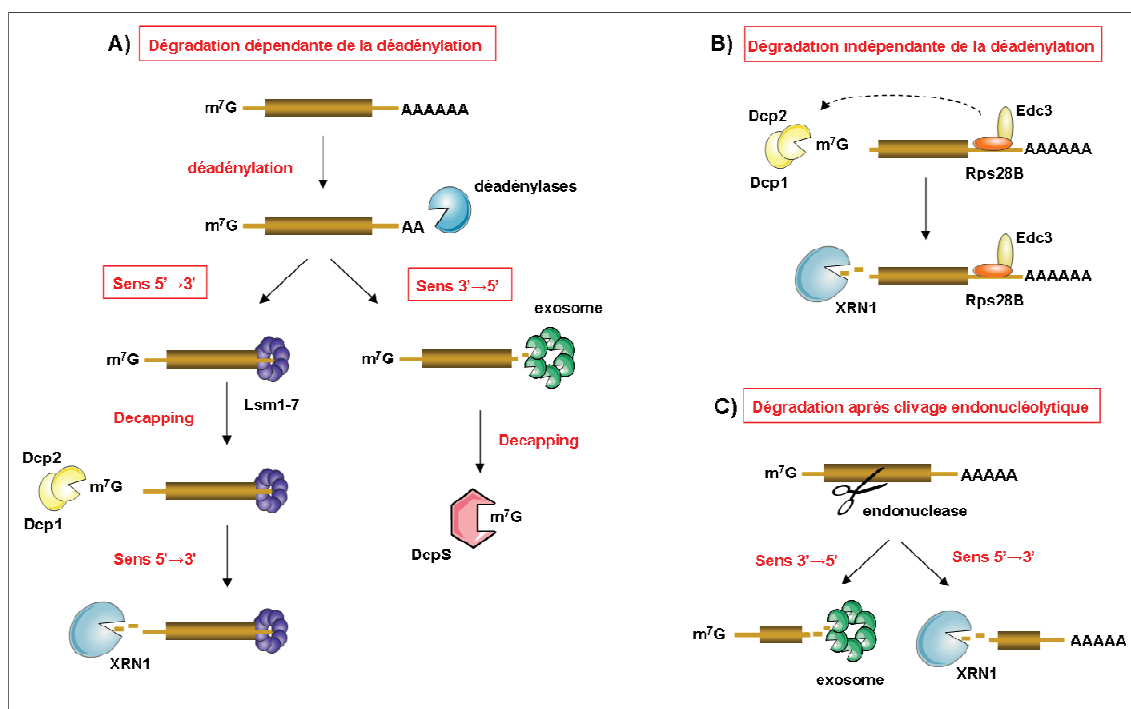 A) Dégradation dépendante de la déadénylation
m⁷G AAAAAA
déadénylation
déadénylases
m⁷G AA
Sens 5’→3’
Sens 3’→5’
exosome
m⁷G
m⁷G
Lsm1-7
Decapping
Decapping
Dcp2
m⁷G
Dcp1
m⁷G
DcpS
Sens 5’→3’
XRN1
B) Dégradation indépendante de la déadénylation
Dcp2
Edc3
m⁷G
AAAAAA
Dcp1
Rps28B
Edc3
AAAAAA
XRN1
Rps28B
C) Dégradation après clivage endonucléolytique
m⁷G AAAAA
endonuclease
Sens 3’→5’
Sens 5’→3’
m⁷G
AAAAA
exosome
XRN1